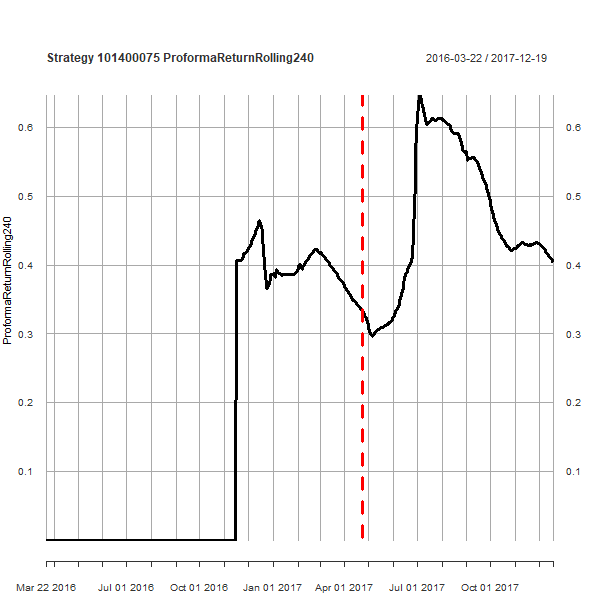 Strategy 101400075 ProformaReturnRolling240
2016-03-22 / 2017-12-19
ProformaReturnRolling240
0.6 0.6
0.5 0.5
0.4 0.4
0.3 0.3
0.2 0.2
0.1 0.1
Mar 22 2016 Jul 01 2016 Oct 01 2016 Jan 01 2017 Apr 01 2017 Jul 01 2017 Oct 01 2017